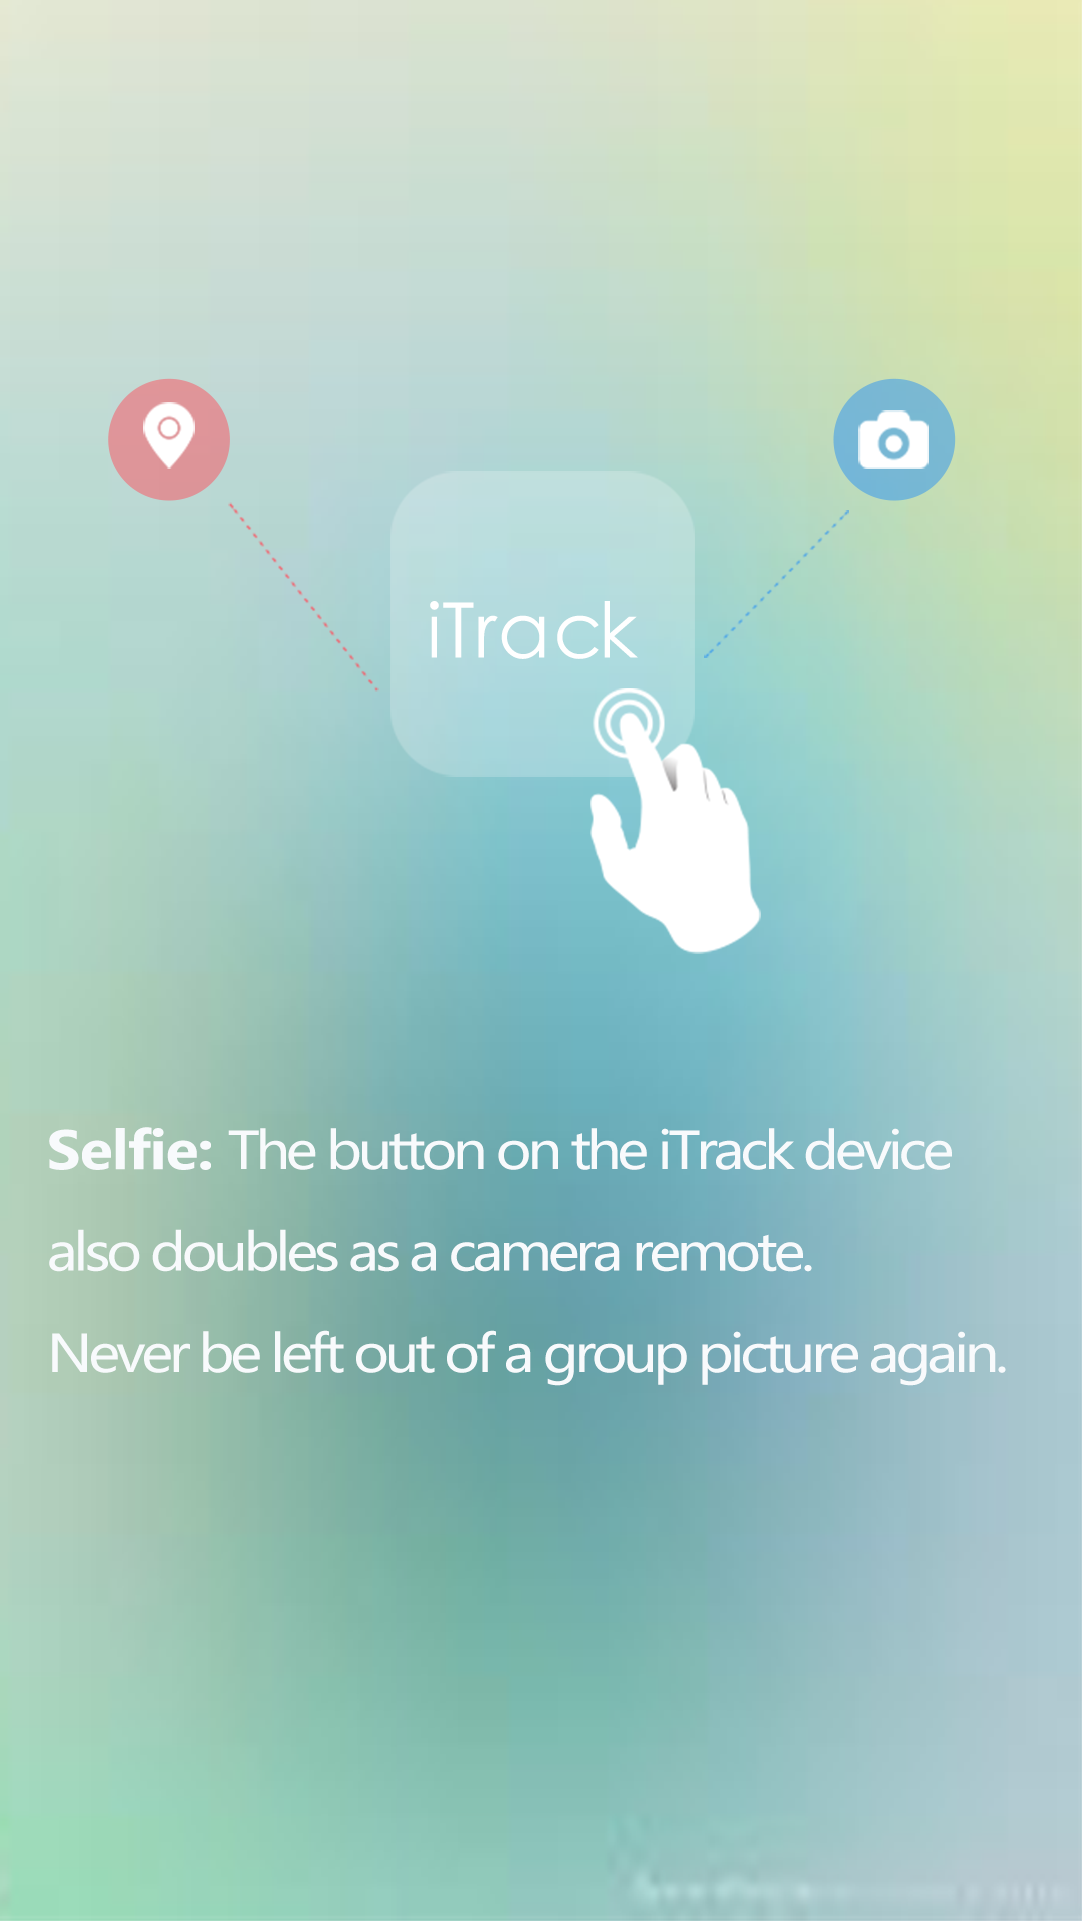 iTrack
Selfie: The button on the iTrack device
also doubles as a camera remote.
Never be left out of a group picture again.